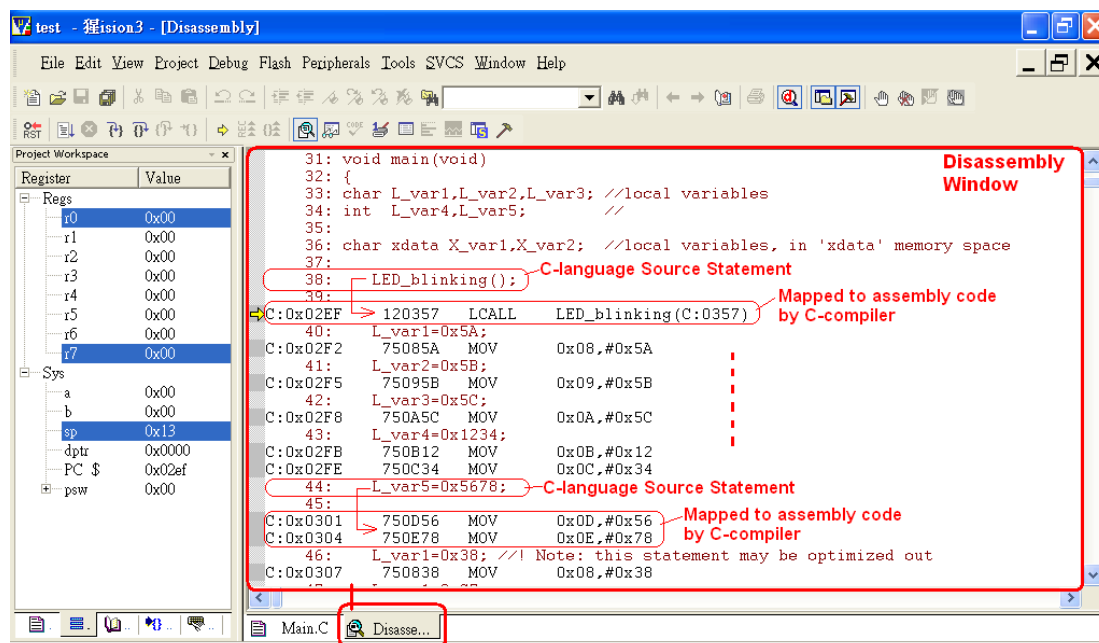 test - 猩ision3 - [Disassembly]
File Edit View Project Debug Flash Peripherals Tools SVCS Window Help
Project Workspace
Register Value
Regs
r0 0x00
r1 0x00
r2 0x00
r3 0x00
r4 0x00
r5 0x00
r6 0x00
r7 0x00
Sys
a 0x00
b 0x00
sp 0x13
dptr 0x0000
PC $ 0x02ef
psw 0x00
Disassembly
Window
31: void main(void)
32: {
33: char L_var1,L_var2,L_var3; //local variables
34: int L_var4,L_var5; //
35:
36: char xdata X_var1,X_var2; //local variables, in 'xdata' memory space
37:
38: LED_blinking(); C-language Source Statement
39:
C:0x02EF 120357 LCALL LED_blinking(C:0357) Mapped to assembly code
by C-compiler
40: L_var1=0x5A;
C:0x02F2 75085A MOV 0x08,#0x5A
41: L_var2=0x5B;
C:0x02F5 75095B MOV 0x09,#0x5B
42: L_var3=0x5C;
C:0x02F8 750A5C MOV 0x0A,#0x5C
43: L_var4=0x1234;
C:0x02FB 750B12 MOV 0x0B,#0x12
C:0x02FE 750C34 MOV 0x0C,#0x34
44: L_var5=0x5678; C-language Source Statement
45:
C:0x0301 750D56 MOV 0x0D,#0x56 Mapped to assembly code
C:0x0304 750E78 MOV 0x0E,#0x78 by C-compiler
46: L_var1=0x38; //! Note: this statement may be optimized out
C:0x0307 750838 MOV 0x08,#0x38
Main.C Disasse...